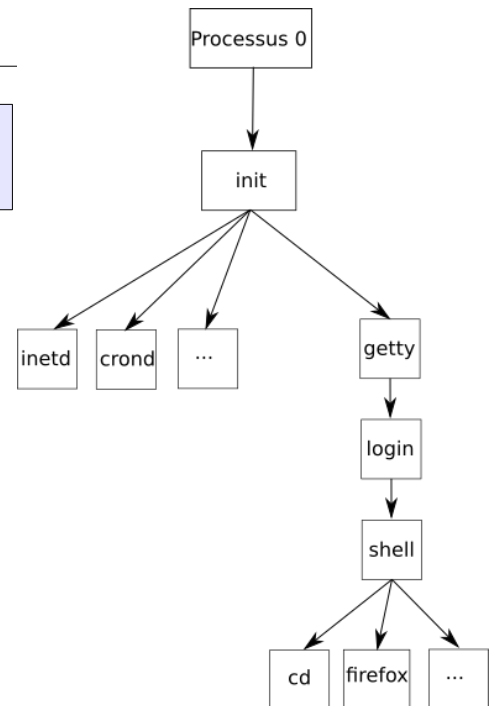 Processus 0
init
inetd
crond
...
getty
login
shell
cd
firefox
...